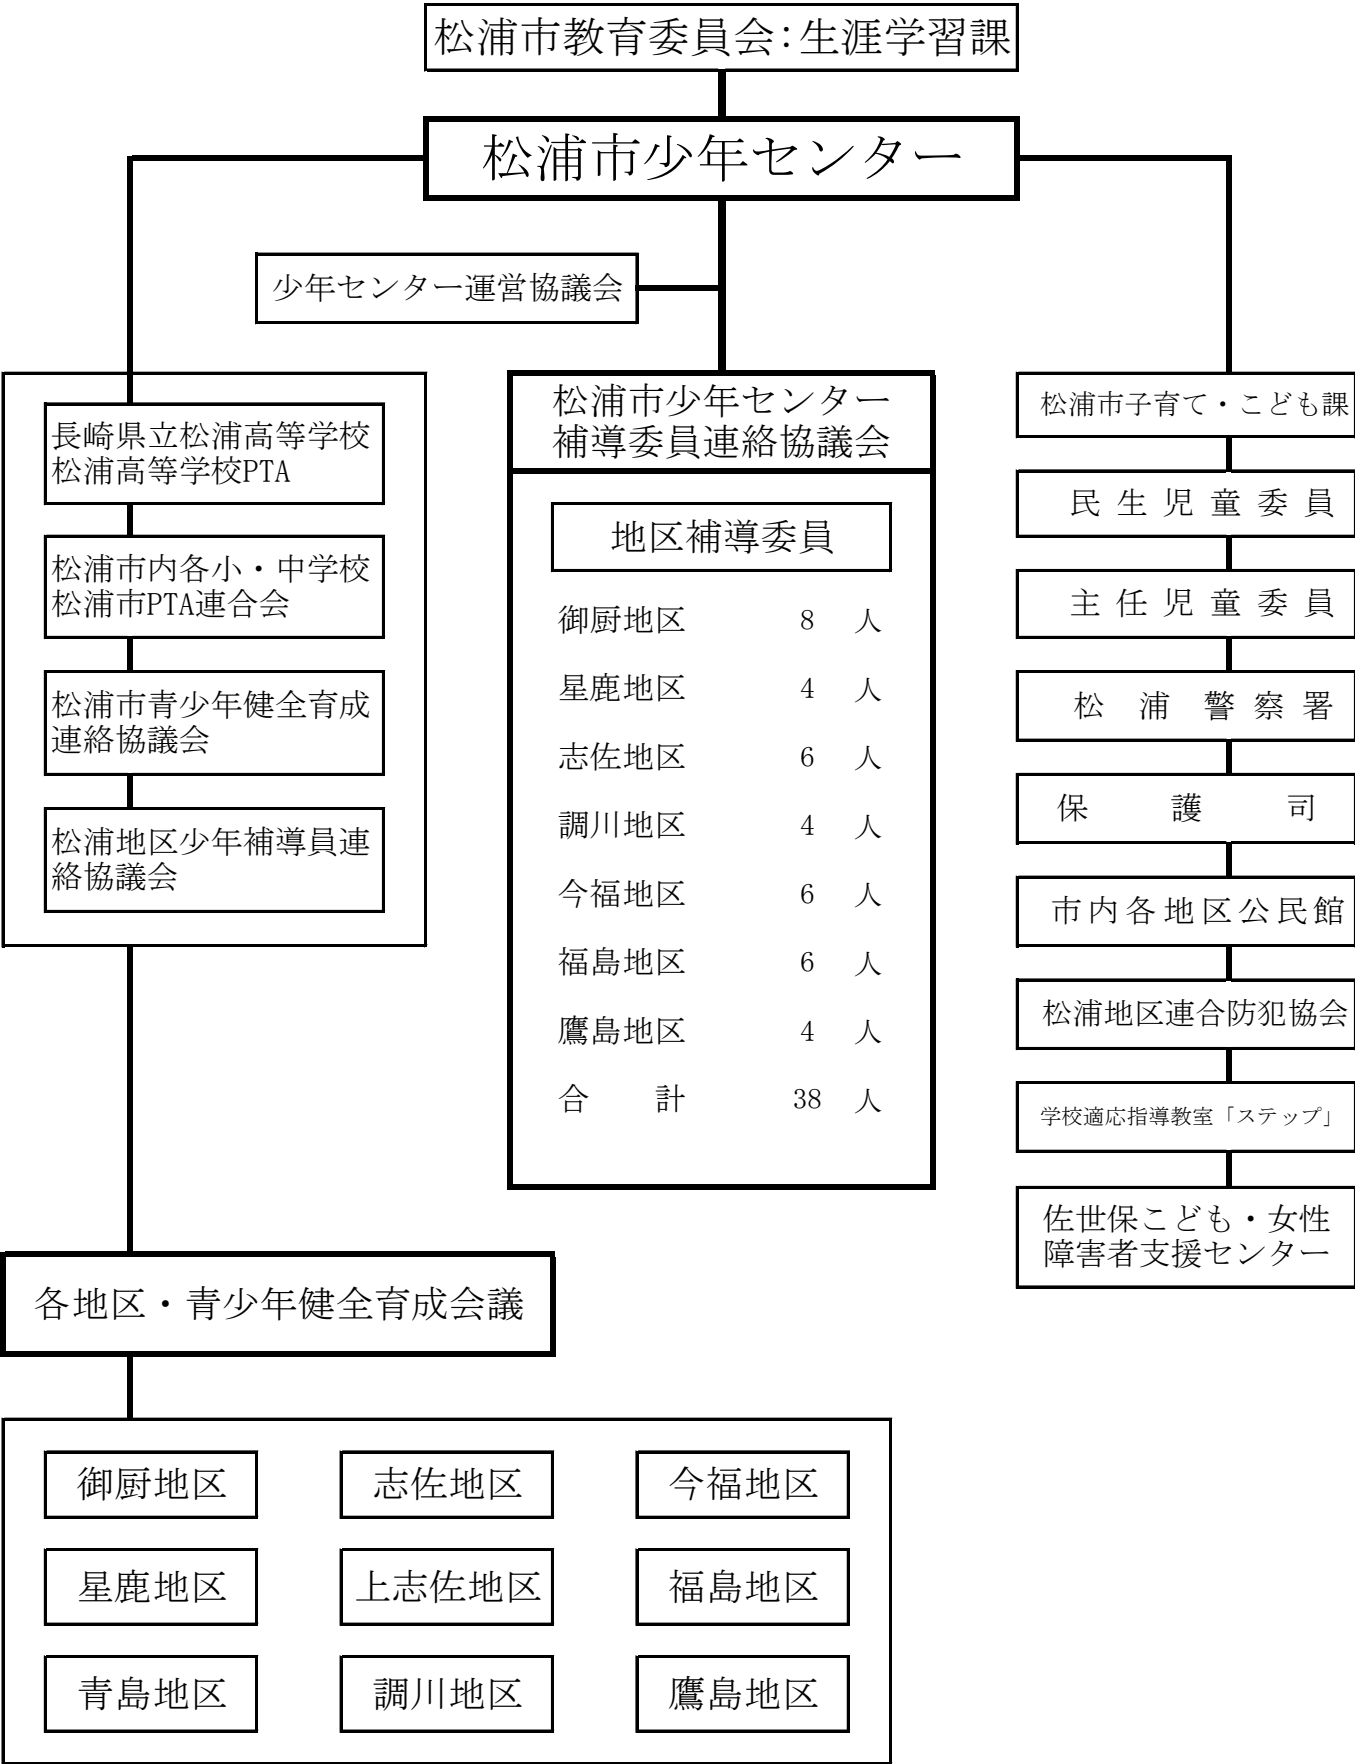 松浦市教育委員会：生涯学習課
松浦市少年センター
少年センター運営協議会
長崎県立松浦高等学校
松浦高等学校PTA
松浦市内各小・中学校
松浦市PTA連合会
松浦市青少年健全育成
連絡協議会
松浦地区少年補導員連
絡協議会
松浦市少年センター
補導委員連絡協議会
地区補導委員
御厨地区 8 人
星鹿地区 4 人
志佐地区 6 人
調川地区 4 人
今福地区 6 人
福島地区 6 人
鷹島地区 4 人
合 計 38 人
松浦市子育て・こども課
民生児童委員
主任児童委員
松浦警察署
保護司
市内各地区公民館
松浦地区連合防犯協会
学校適応指導教室「ステップ」
佐世保こども・女性
障害者支援センター
各地区・青少年健全育成会議
御厨地区 志佐地区 今福地区
星鹿地区 上志佐地区 福島地区
青島地区 調川地区 鷹島地区